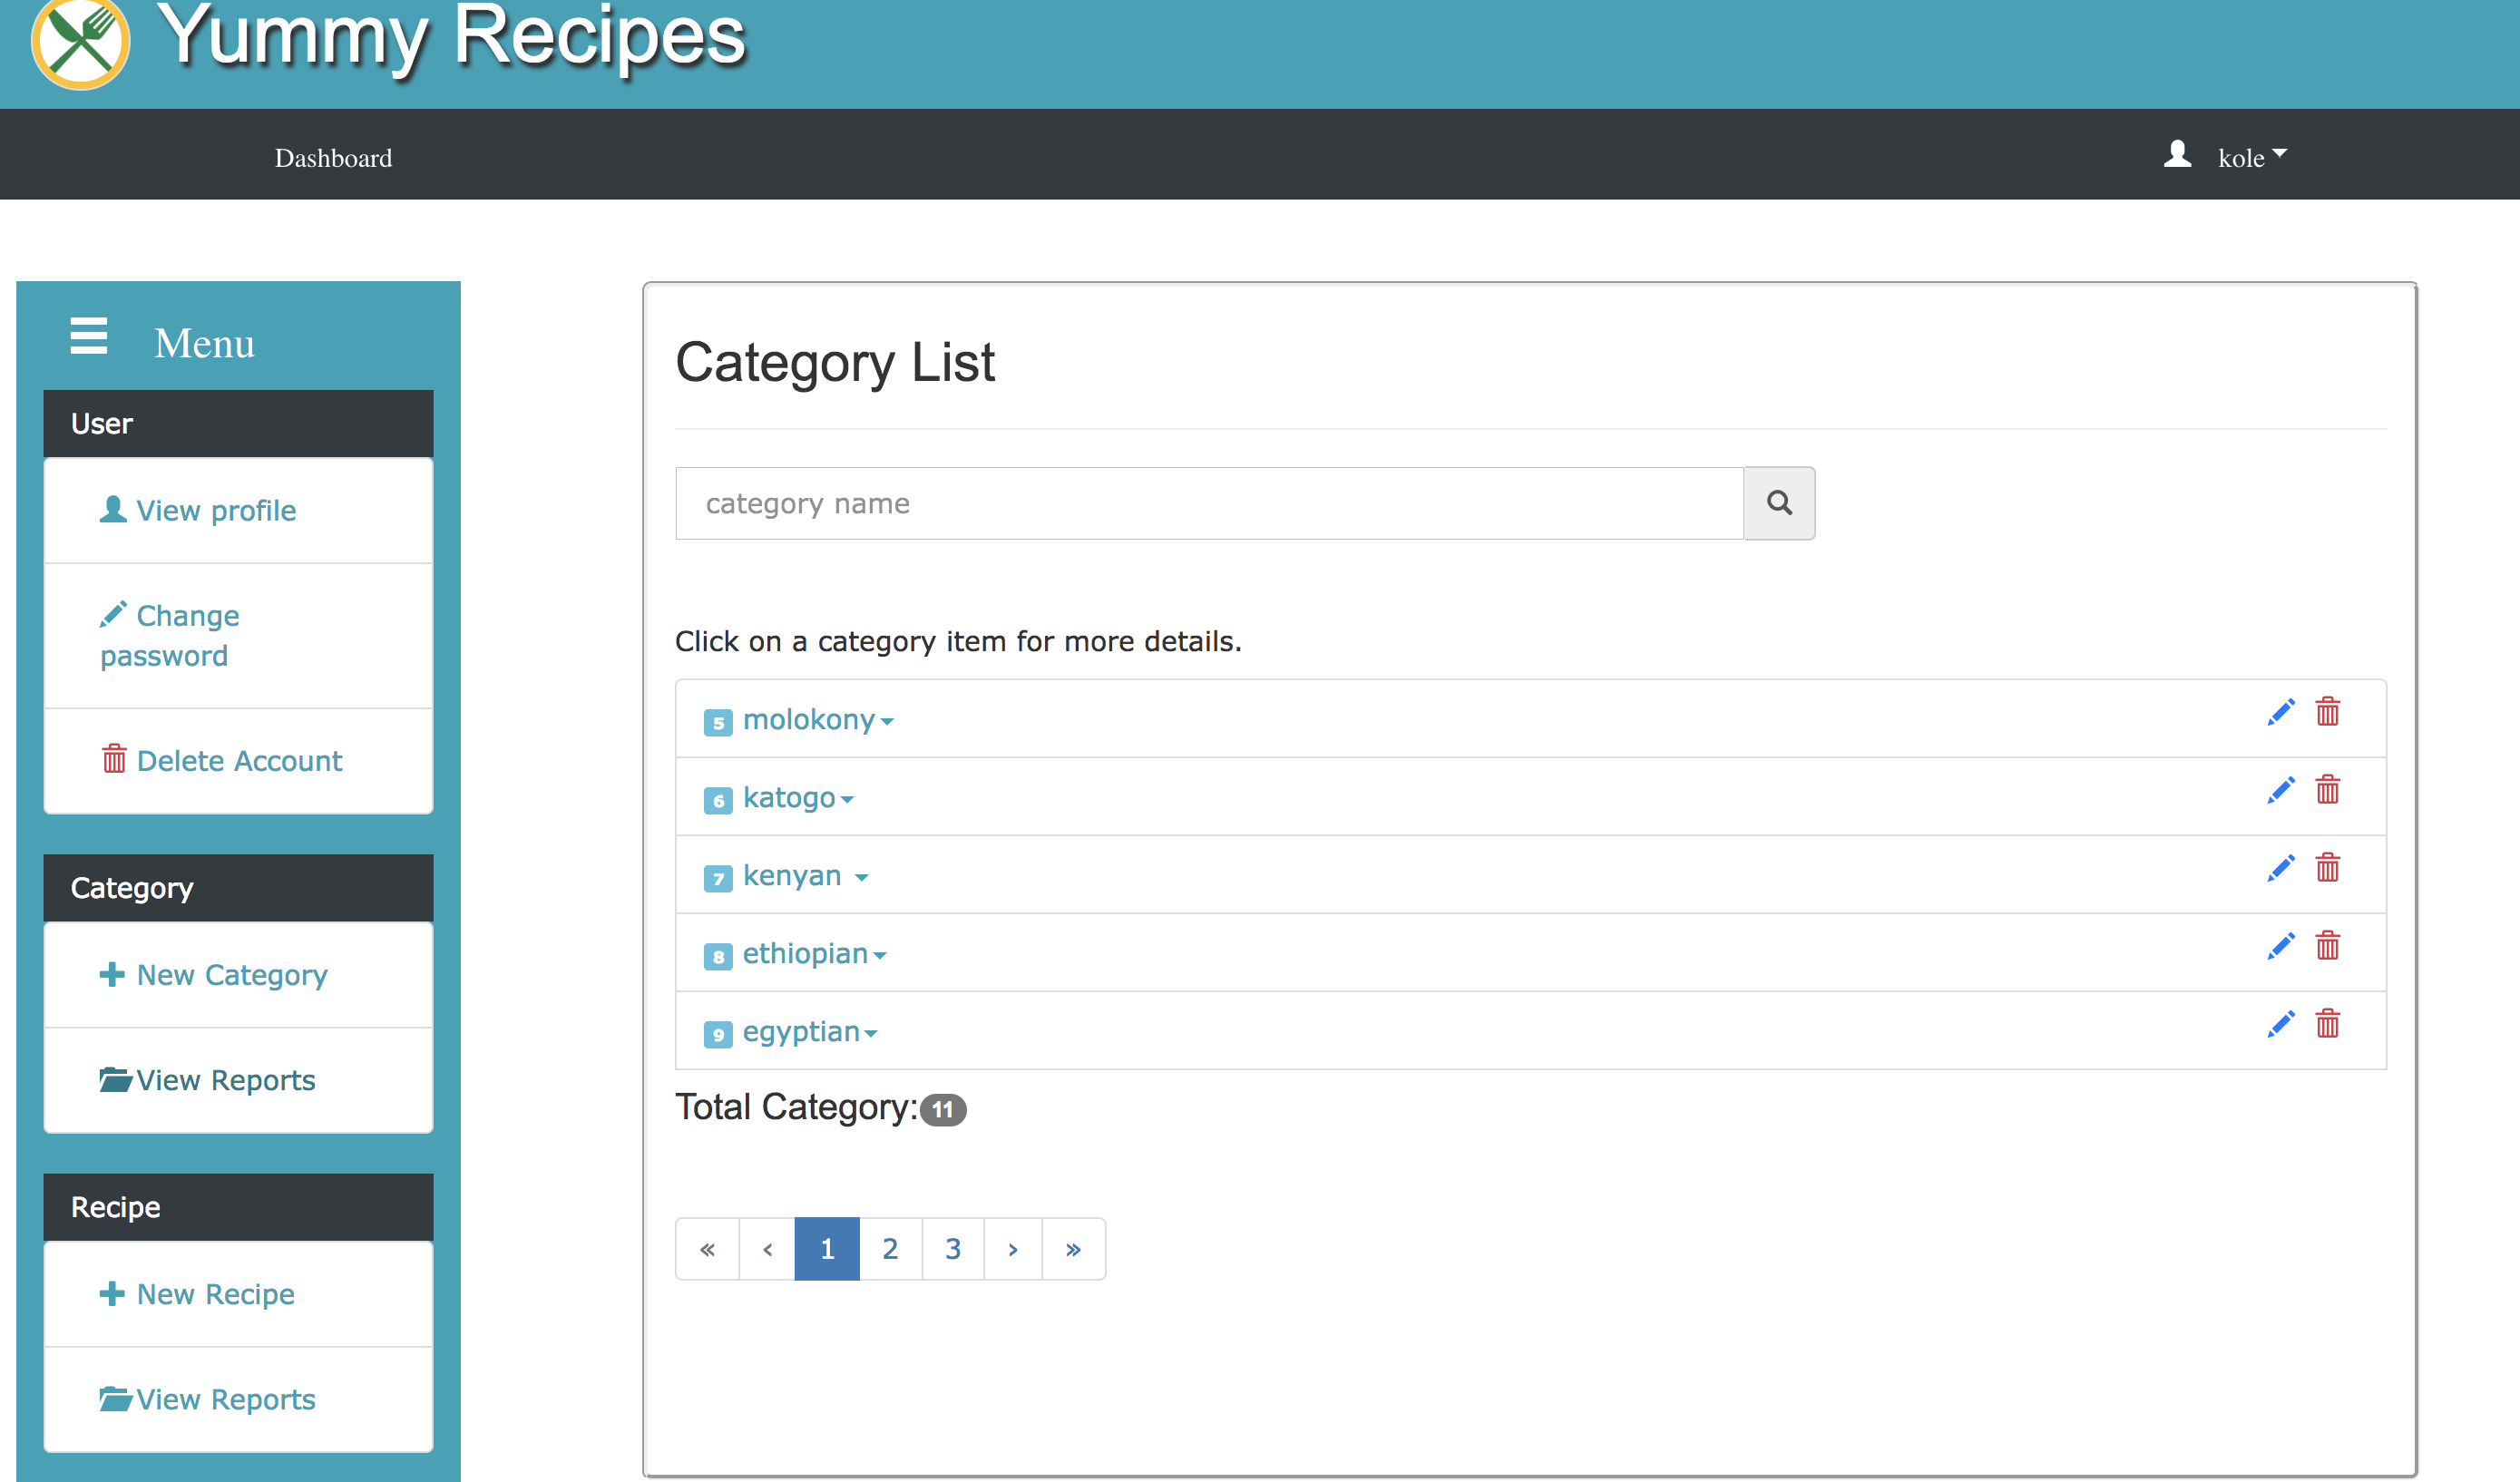 Yummy Recipes
Dashboard
kole
Menu
User
View profile
Change
password
Delete Account
Category
New Category
View Reports
Recipe
New Recipe
View Reports
Category List
category name
Click on a category item for more details.
5 molokony
6 katogo
7 kenyan
8 ethiopian
9 egyptian
Total Category: 11
« ‹ 1 2 3 › »